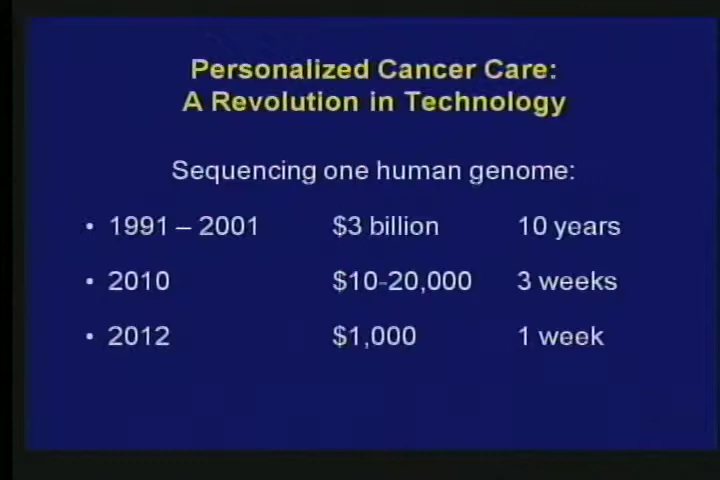 Personalized Cancer Care:
A Revolution in Technology
Sequencing one human genome:
• 1991 – 2001 $3 billion 10 years
• 2010 $10-20,000 3 weeks
• 2012 $1,000 1 week